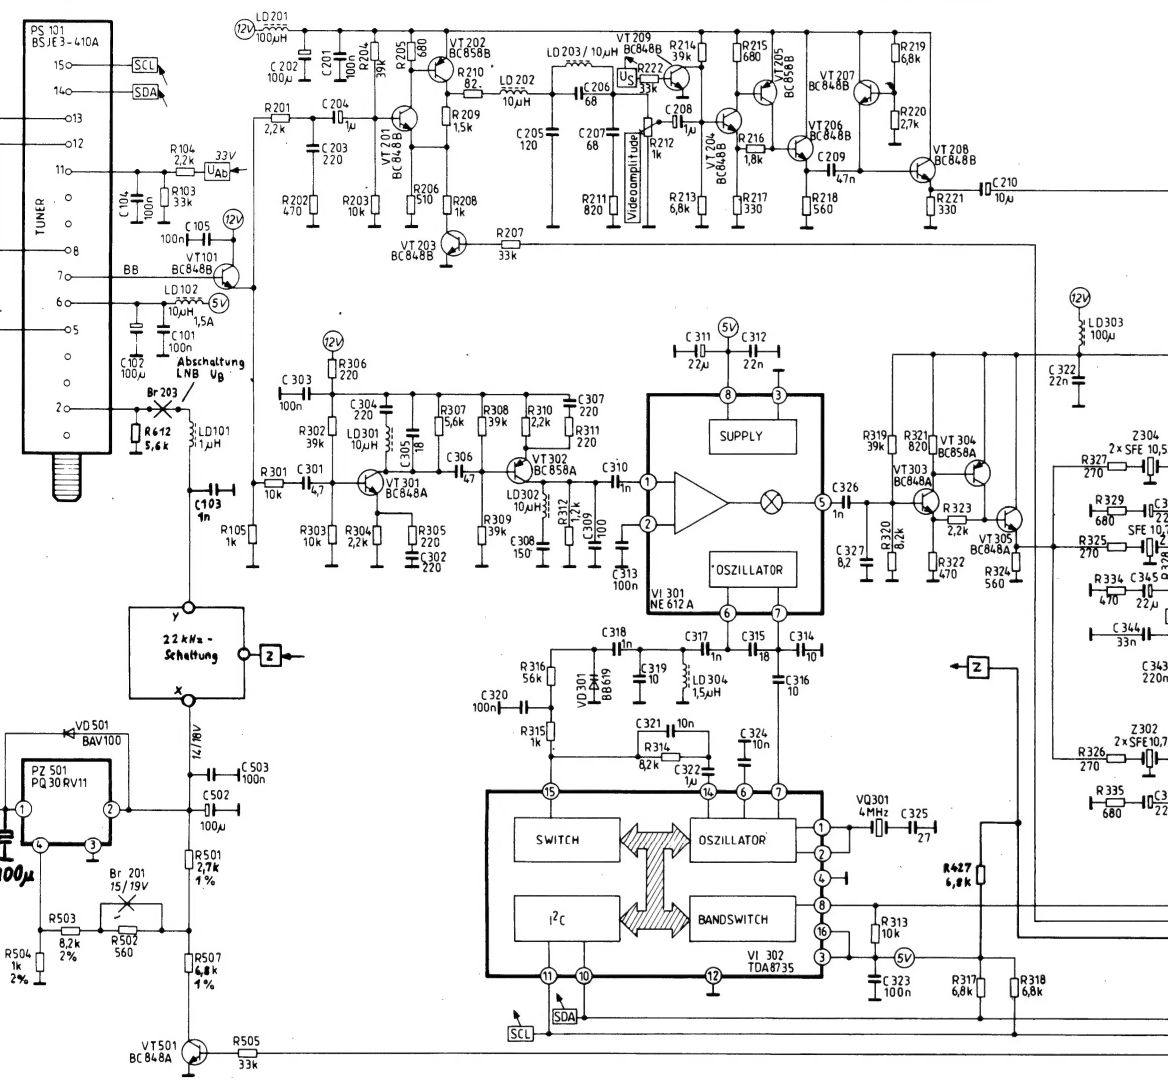 PS 101
BSJE3-410A
TUNER
15
SCL
14
SDA
13
12
11
R104
2,2k
33V
UAb
C104
100n
R103
33k
C105
100n
12V
VT101
BC848B
8
7
BB
6
LD102
10µH
1,5A
5V
5
C102
100µ
C101
100n
Abschaltung
LNB UB
Br 203
2
R612
5,6k
LD101
1µH
C103
1n
R105
1k
12V
LD201
100µH
C202
100µ
C201
100n
R204
39k
R205
680
VT202
BC858B
R201
2,2k
C204
1µ
C203
220
R202
470
R203
10k
VT201
BC848B
R206
510
R209
1,5k
R208
1k
R210
82
LD202
10µH
VT203
BC848B
R207
33k
LD203/10µH
C206
68
C205
120
C207
68
R211
820
VT209
BC848B
US
R222
33k
R214
39k
C208
1µ
R212
1k
Videoamplitude
R213
6,8k
VT204
BC848B
R215
680
VT205
BC858B
R216
1,8k
R217
330
VT206
BC848B
R218
560
C209
47n
VT207
BC848B
R219
6,8k
R220
2,7k
VT208
BC848B
R221
330
C210
10µ
12V
R306
220
C303
100n
R302
39k
C304
220
LD301
10µH
C305
18
R307
5,6k
R308
39k
R310
2,2k
C307
220
R311
220
R301
10k
C301
4,7
VT301
BC848A
C306
47
VT302
BC858A
LD302
10µH
R312
1,2k
C309
100
C308
150
R303
10k
R304
2,2k
R305
220
C302
220
R309
39k
C310
1n
C313
100n
5V
C311
22µ
C312
22n
8
3
SUPPLY
1
2
5
OSZILLATOR
VI 301
NE612A
6
7
C326
1n
C327
8,2
R319
39k
R320
8,2k
R321
820
VT303
BC848A
VT304
BC858A
R323
2,2k
R322
470
VT305
BC848A
R324
560
12V
LD303
100µ
C322
22n
Z304
2xSFE 10,5
R327
270
R329
680
C3
22
SFE 10,7
R325
270
R334
470
C345
22µ
C344
33n
C343
220n
Z302
2xSFE10,7
R326
270
R335
680
C3
22
22kHz-
Schaltung
Y
X
Z
14/18V
VD501
BAV100
PZ 501
PQ30RV11
1
2
4
3
100µ
C503
100n
C502
100µ
R501
2,7k
1%
Br 201
15/19V
R503
8,2k
2%
R502
560
R504
1k
2%
R507
6,8k
1%
VT501
BC848A
R505
33k
C318
1n
C317
1n
C315
18
C314
10
R316
56k
VD301
BB619
C319
10
LD304
1,5µH
C316
10
C320
100n
R315
1k
C321
10n
R314
8,2k
C322
1µ
C324
10n
15
14
6
7
SWITCH
OSZILLATOR
I²C
BANDSWITCH
VI 302
TDA8735
11
10
12
1
2
4
8
16
3
VQ301
4MHz
C325
27
SDA
SCL
R313
10k
C323
100n
5V
R427
6,8k
R317
6,8k
R318
6,8k
Z